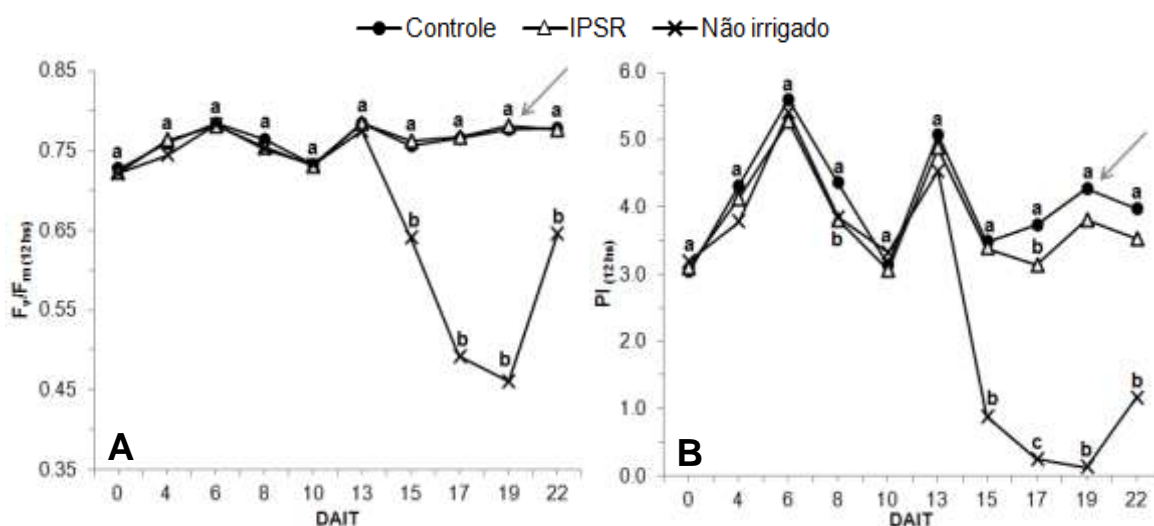 Controle IPSR Não irrigado
0.85
0.75
0.65
0.55
0.45
0.35
Fv/Fm (12 hs)
a a a a a a a a a a
b b b b
A
0 4 6 8 10 13 15 17 19 22
DAIT
6.0
5.0
4.0
3.0
2.0
1.0
0.0
PI (12 hs)
a a a a a a a a a a
b b
b c b b
B
0 4 6 8 10 13 15 17 19 22
DAIT